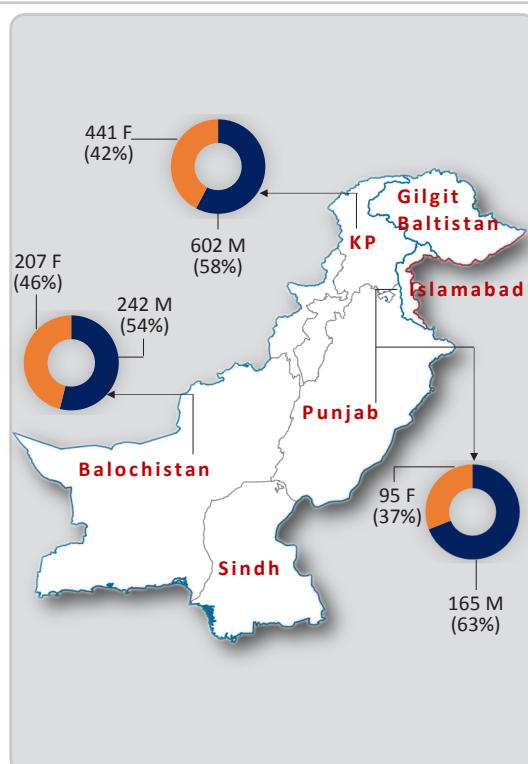 441 F
(42%)
602 M
(58%)
Gilgit
Baltistan
KP
207 F
(46%)
242 M
(54%)
Islamabad
Punjab
Balochistan
95 F
(37%)
Sindh
165 M
(63%)